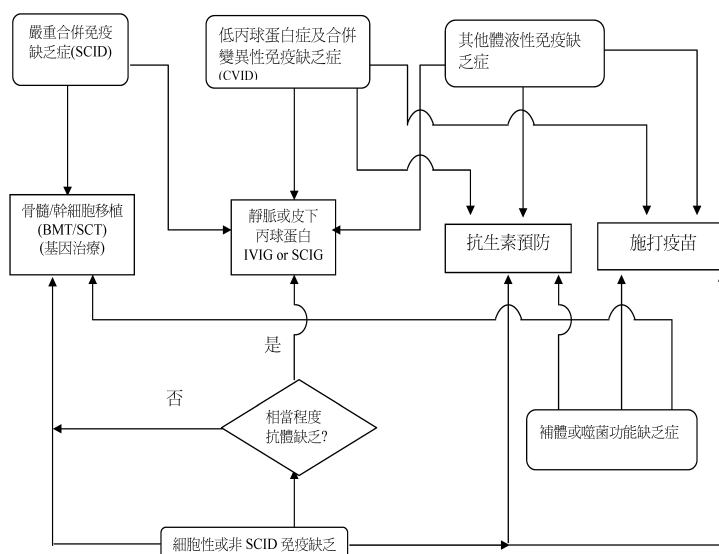 嚴重合併免疫
缺乏症(SCID)
低丙球蛋白症及合併
變異性免疫缺乏症
(CVID)
其他體液性免疫缺
乏症
骨髓/幹細胞移植
(BMT/SCT)
(基因治療)
靜脈或皮下
丙球蛋白
IVIG or SCIG
抗生素預防
施打疫苗
是
否
相當程度
抗體缺乏?
補體或噬菌功能缺乏症
細胞性或非 SCID 免疫缺乏